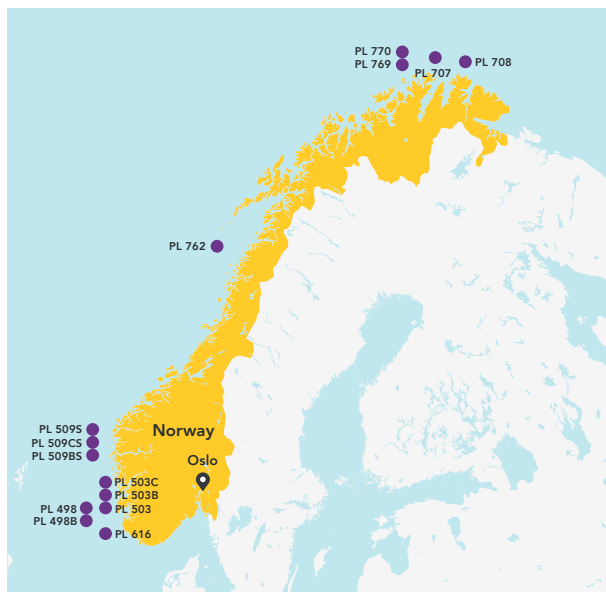 PL 770
PL 769
PL 707
PL 708
PL 762
Norway
Oslo
PL 509S
PL 509CS
PL 509BS
PL 503C
PL 503B
PL 498
PL 503
PL 498B
PL 616